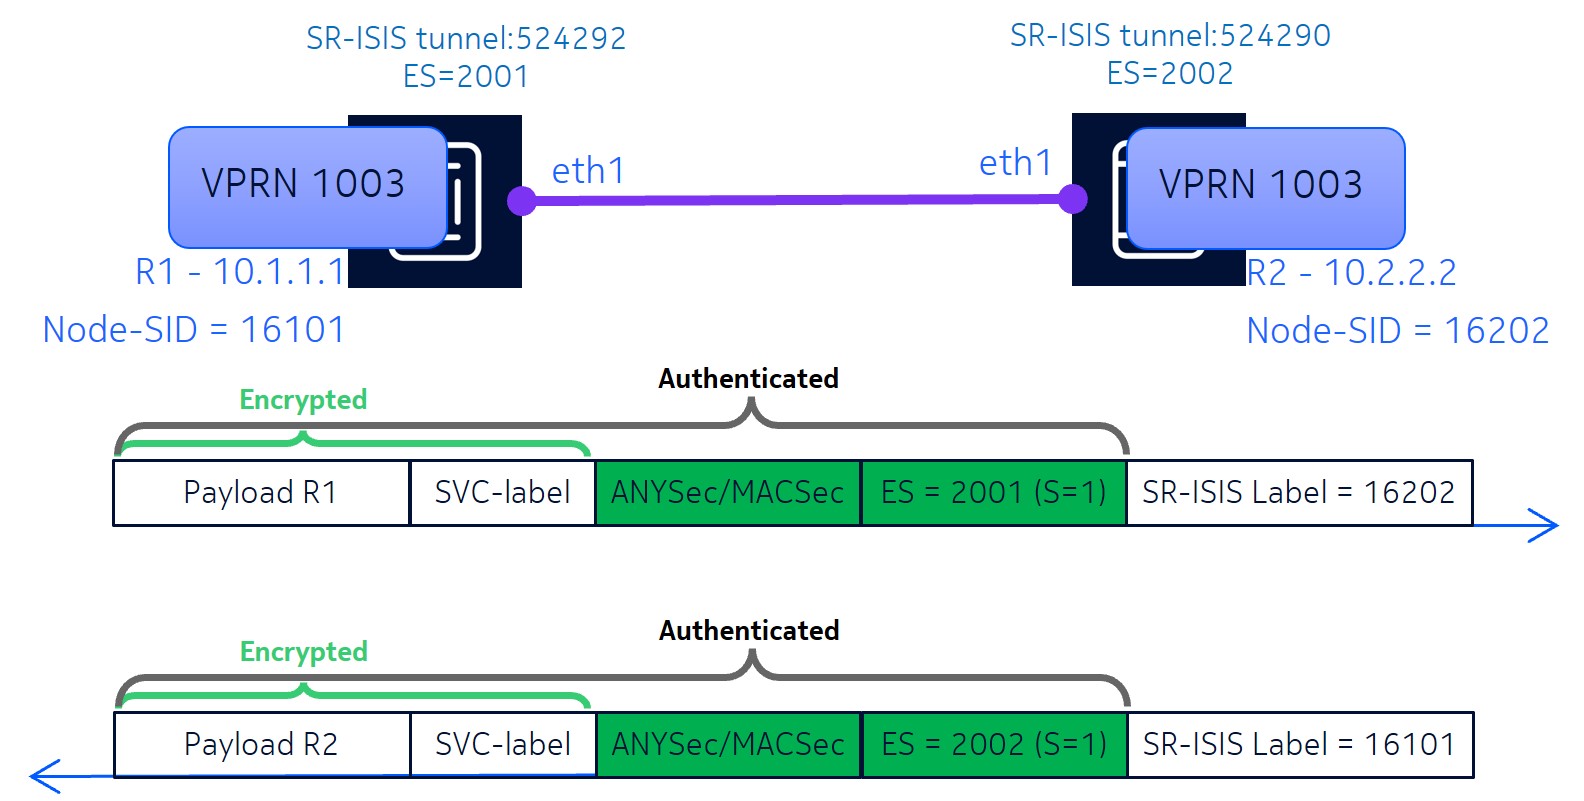 SR-ISIS tunnel:524292
ES=2001
SR-ISIS tunnel:524290
ES=2002
VPRN 1003
eth1
eth1
VPRN 1003
R1 - 10.1.1.1
R2 - 10.2.2.2
Node-SID = 16101
Node-SID = 16202
Authenticated
Encrypted
Payload R1
SVC-label
ANYSec/MACSec
ES = 2001 (S=1)
SR-ISIS Label = 16202
Authenticated
Encrypted
Payload R2
SVC-label
ANYSec/MACSec
ES = 2002 (S=1)
SR-ISIS Label = 16101